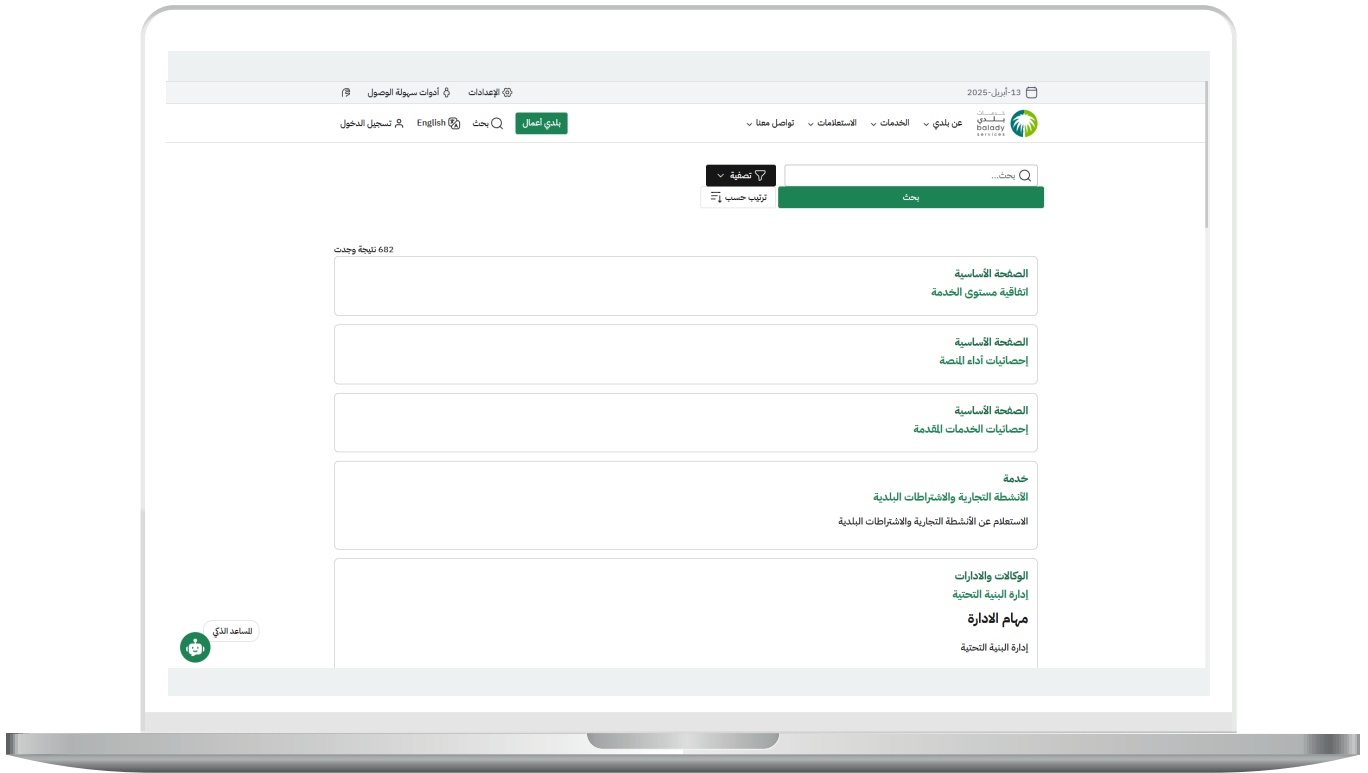 13-أبريل-2025
الإعدادات
أدوات سهولة الوصول
بلدي
balady
services
عن بلدي
الخدمات
الاستعلامات
تواصل معنا
بلدي أعمال
بحث
English
تسجيل الدخول
بحث...
تصفية
بحث
ترتيب حسب
682 نتيجة وجدت
الصفحة الأساسية
اتفاقية مستوى الخدمة
الصفحة الأساسية
إحصائيات أداء المنصة
الصفحة الأساسية
إحصائيات الخدمات المقدمة
خدمة
الأنشطة التجارية والاشتراطات البلدية
الاستعلام عن الأنشطة التجارية والاشتراطات البلدية
الوكالات والادارات
إدارة البنية التحتية
مهام الادارة
إدارة البنية التحتية
المساعد الذكي